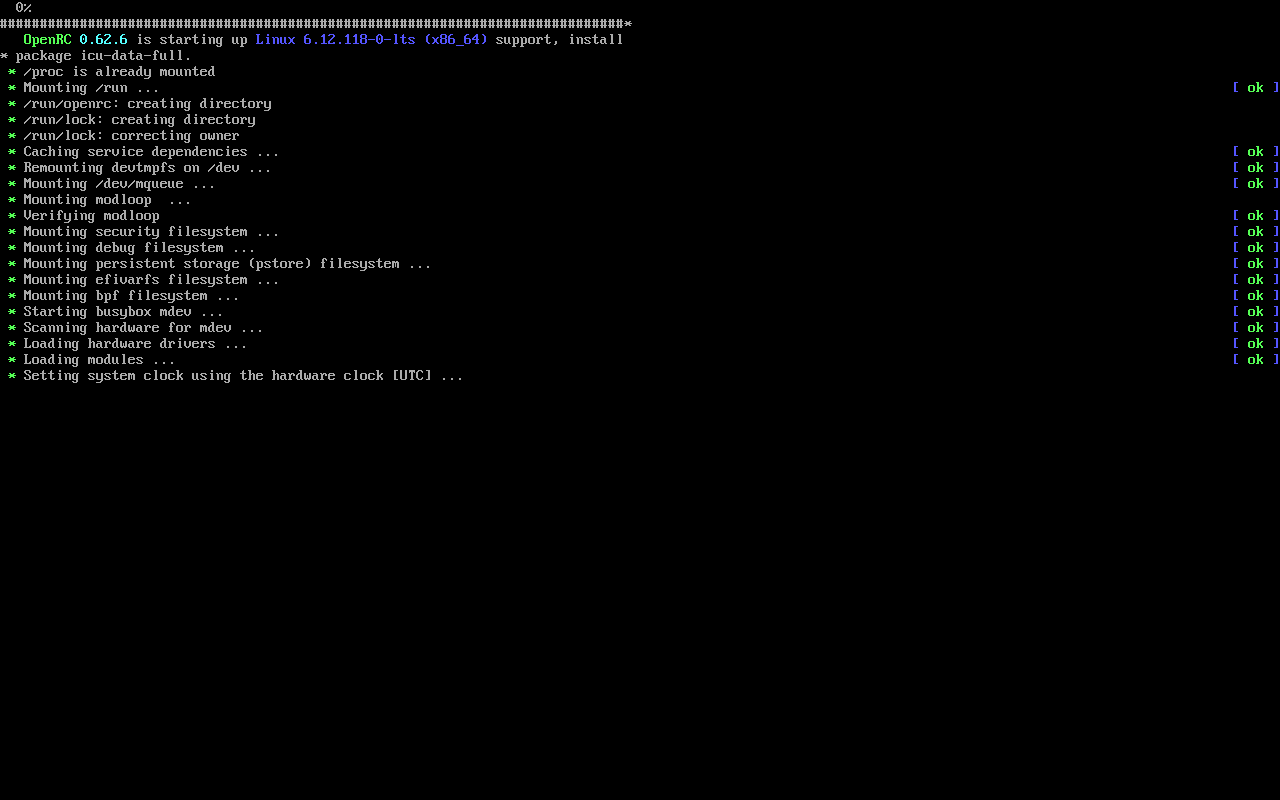 0%
##############################################################################*
OpenRC 0.62.6 is starting up Linux 6.12.118-0-lts (x86_64) support, install
* package icu-data-full.
* /proc is already mounted
* Mounting /run ... [ ok ]
* /run/openrc: creating directory
* /run/lock: creating directory
* /run/lock: correcting owner
* Caching service dependencies ... [ ok ]
* Remounting devtmpfs on /dev ... [ ok ]
* Mounting /dev/mqueue ... [ ok ]
* Mounting modloop  ...
* Verifying modloop [ ok ]
* Mounting security filesystem ... [ ok ]
* Mounting debug filesystem ... [ ok ]
* Mounting persistent storage (pstore) filesystem ... [ ok ]
* Mounting efivarfs filesystem ... [ ok ]
* Mounting bpf filesystem ... [ ok ]
* Starting busybox mdev ... [ ok ]
* Scanning hardware for mdev ... [ ok ]
* Loading hardware drivers ... [ ok ]
* Loading modules ... [ ok ]
* Setting system clock using the hardware clock [UTC] ...